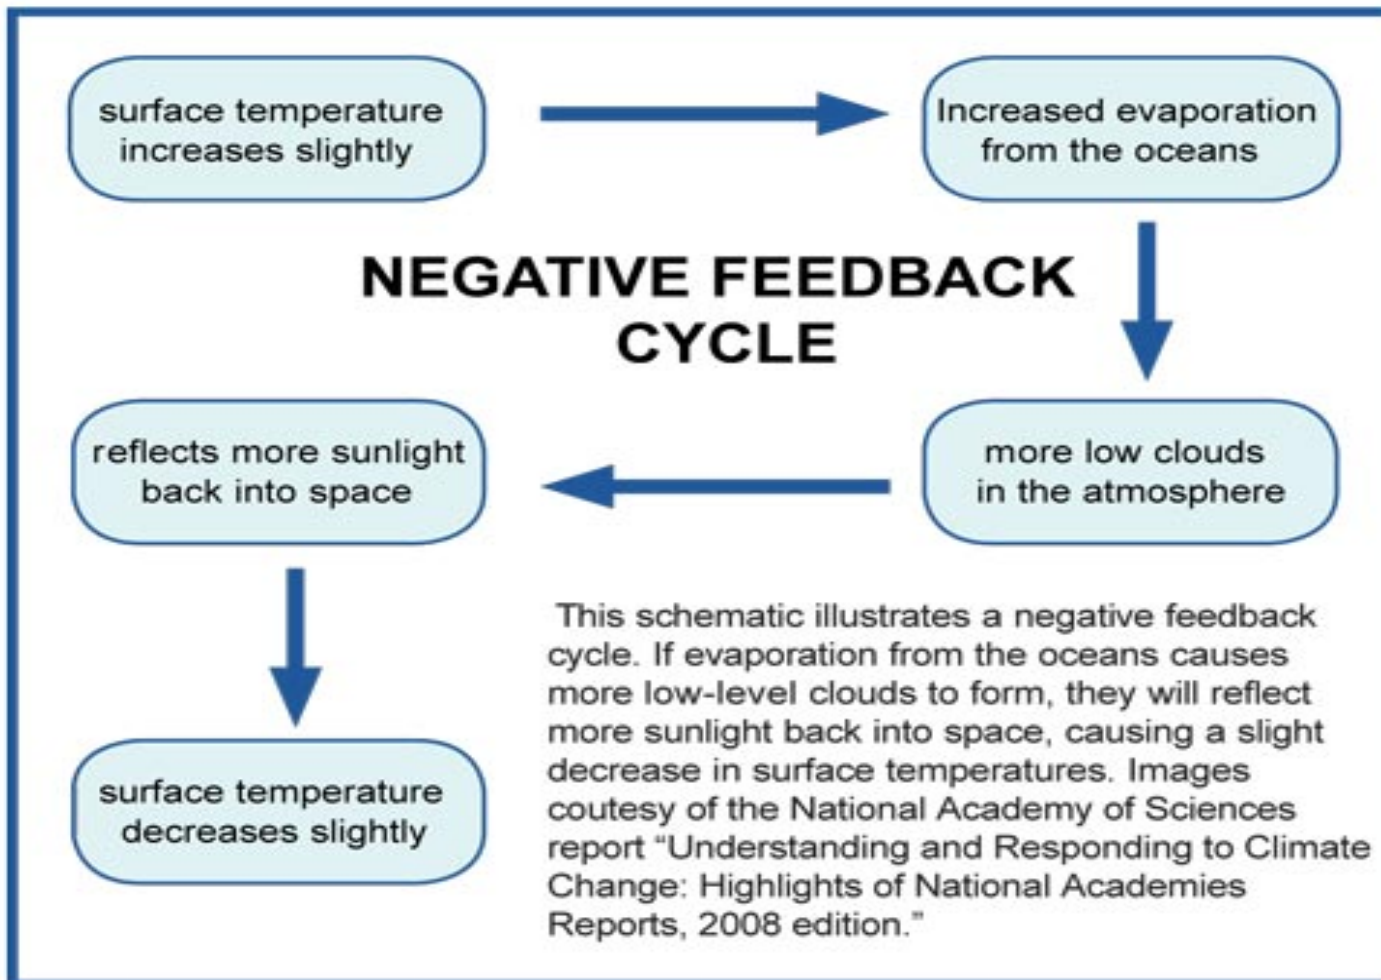 surface temperature
increases slightly
Increased evaporation
from the oceans
NEGATIVE FEEDBACK
CYCLE
more low clouds
in the atmosphere
reflects more sunlight
back into space
surface temperature
decreases slightly
This schematic illustrates a negative feedback
cycle. If evaporation from the oceans causes
more low-level clouds to form, they will reflect
more sunlight back into space, causing a slight
decrease in surface temperatures. Images
coutesy of the National Academy of Sciences
report “Understanding and Responding to Climate
Change: Highlights of National Academies
Reports, 2008 edition.”